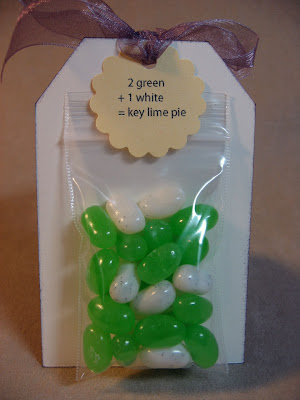 2 green
+ 1 white
= key lime pie